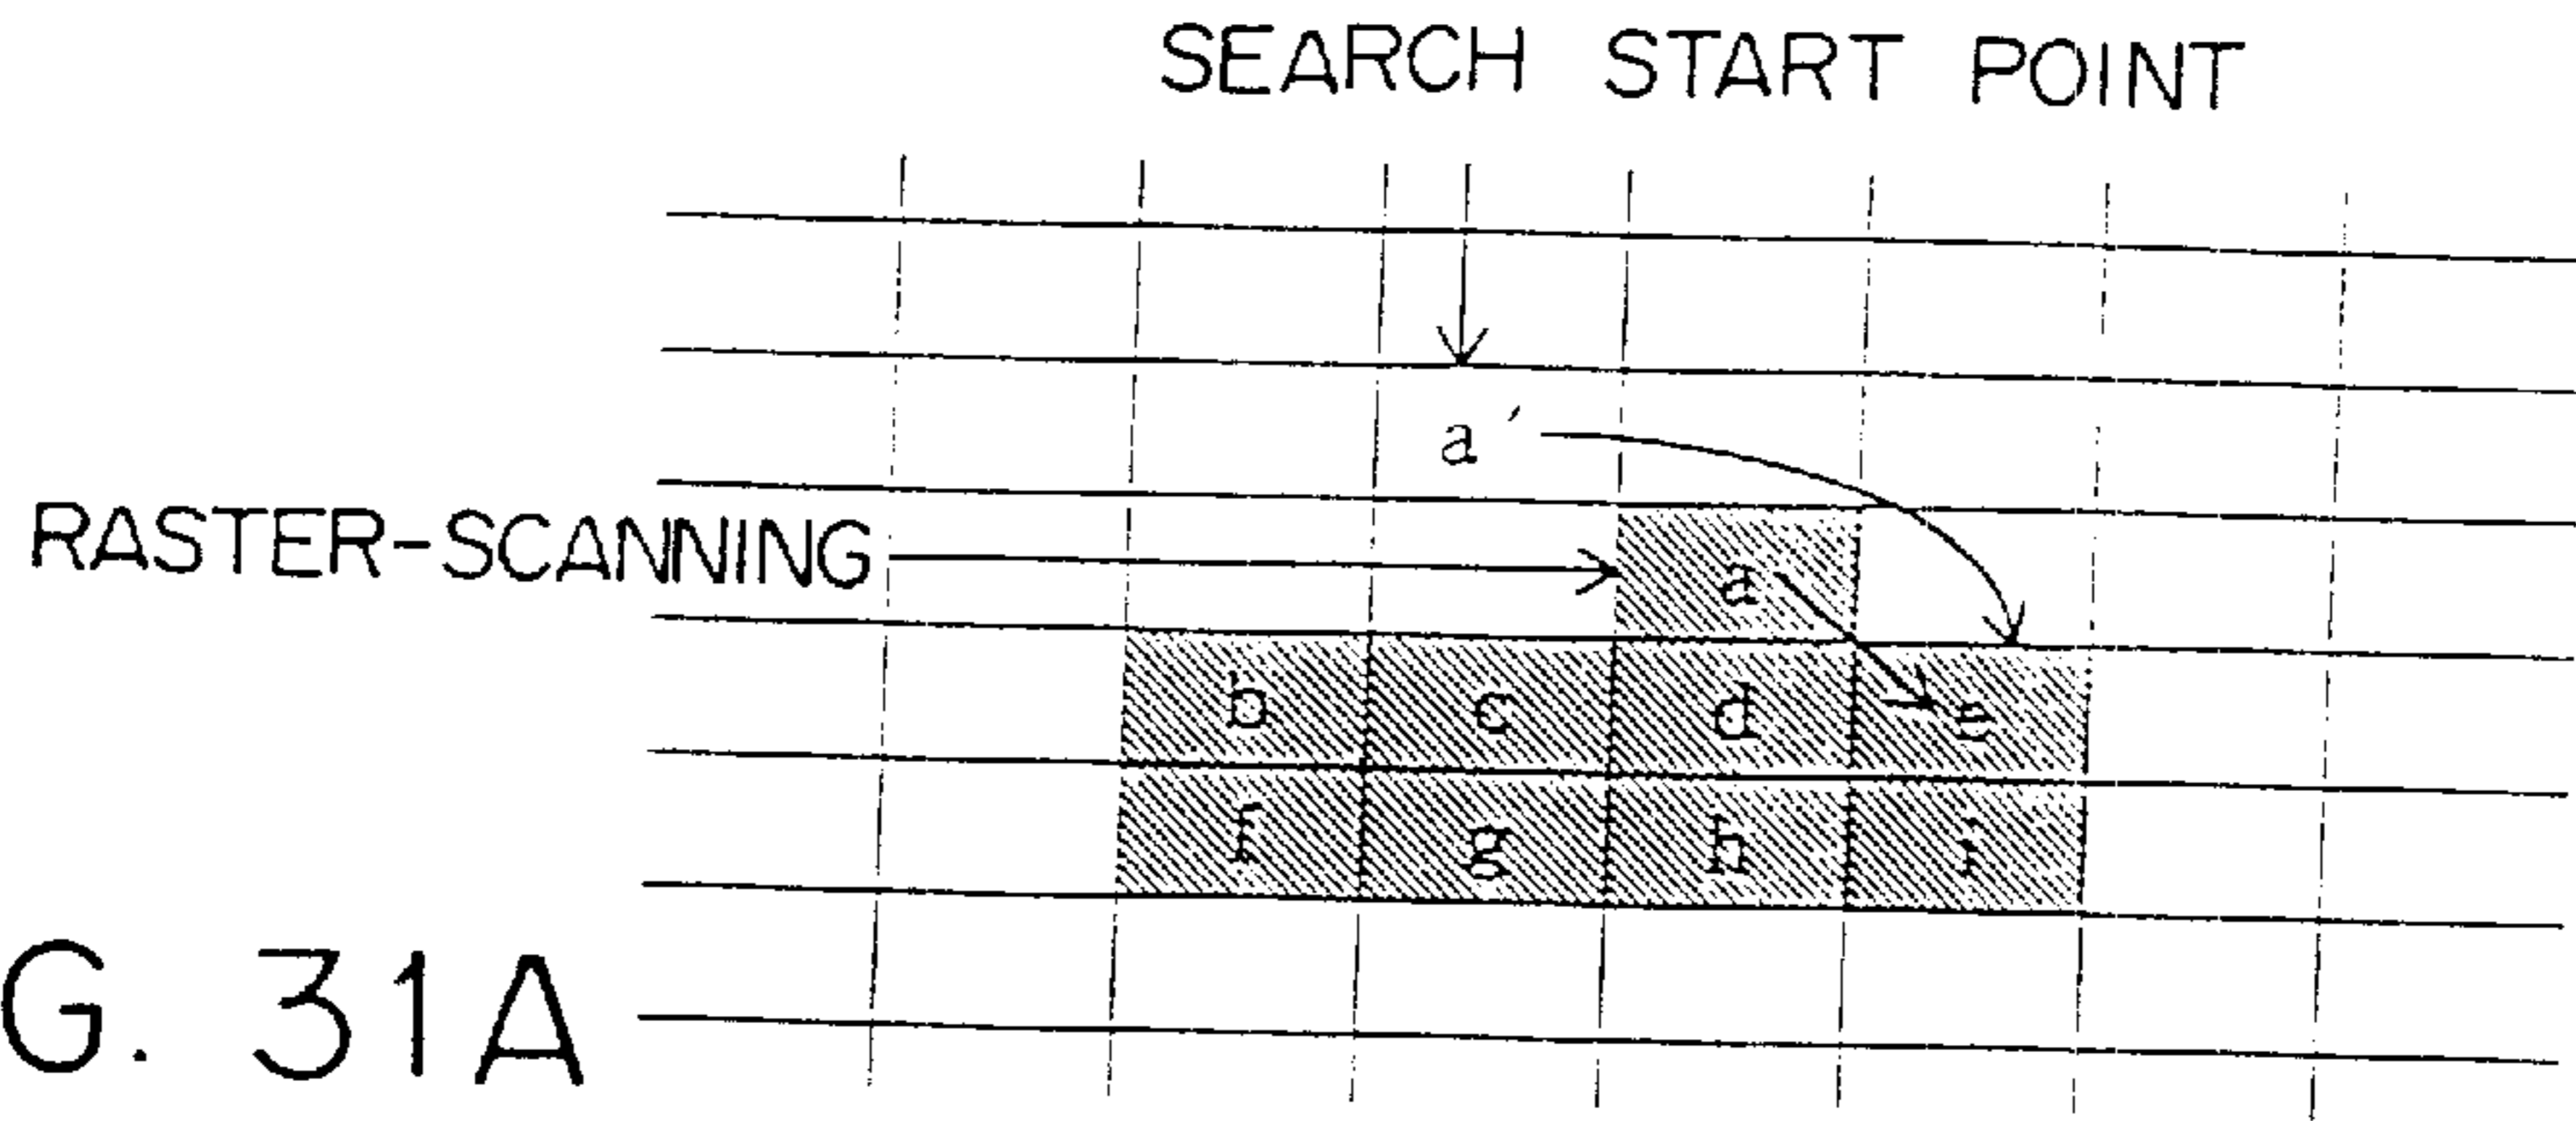 SEARCH START POINT
a´
RASTER-SCANNING
a
b c d e
f g h i
G. 31A